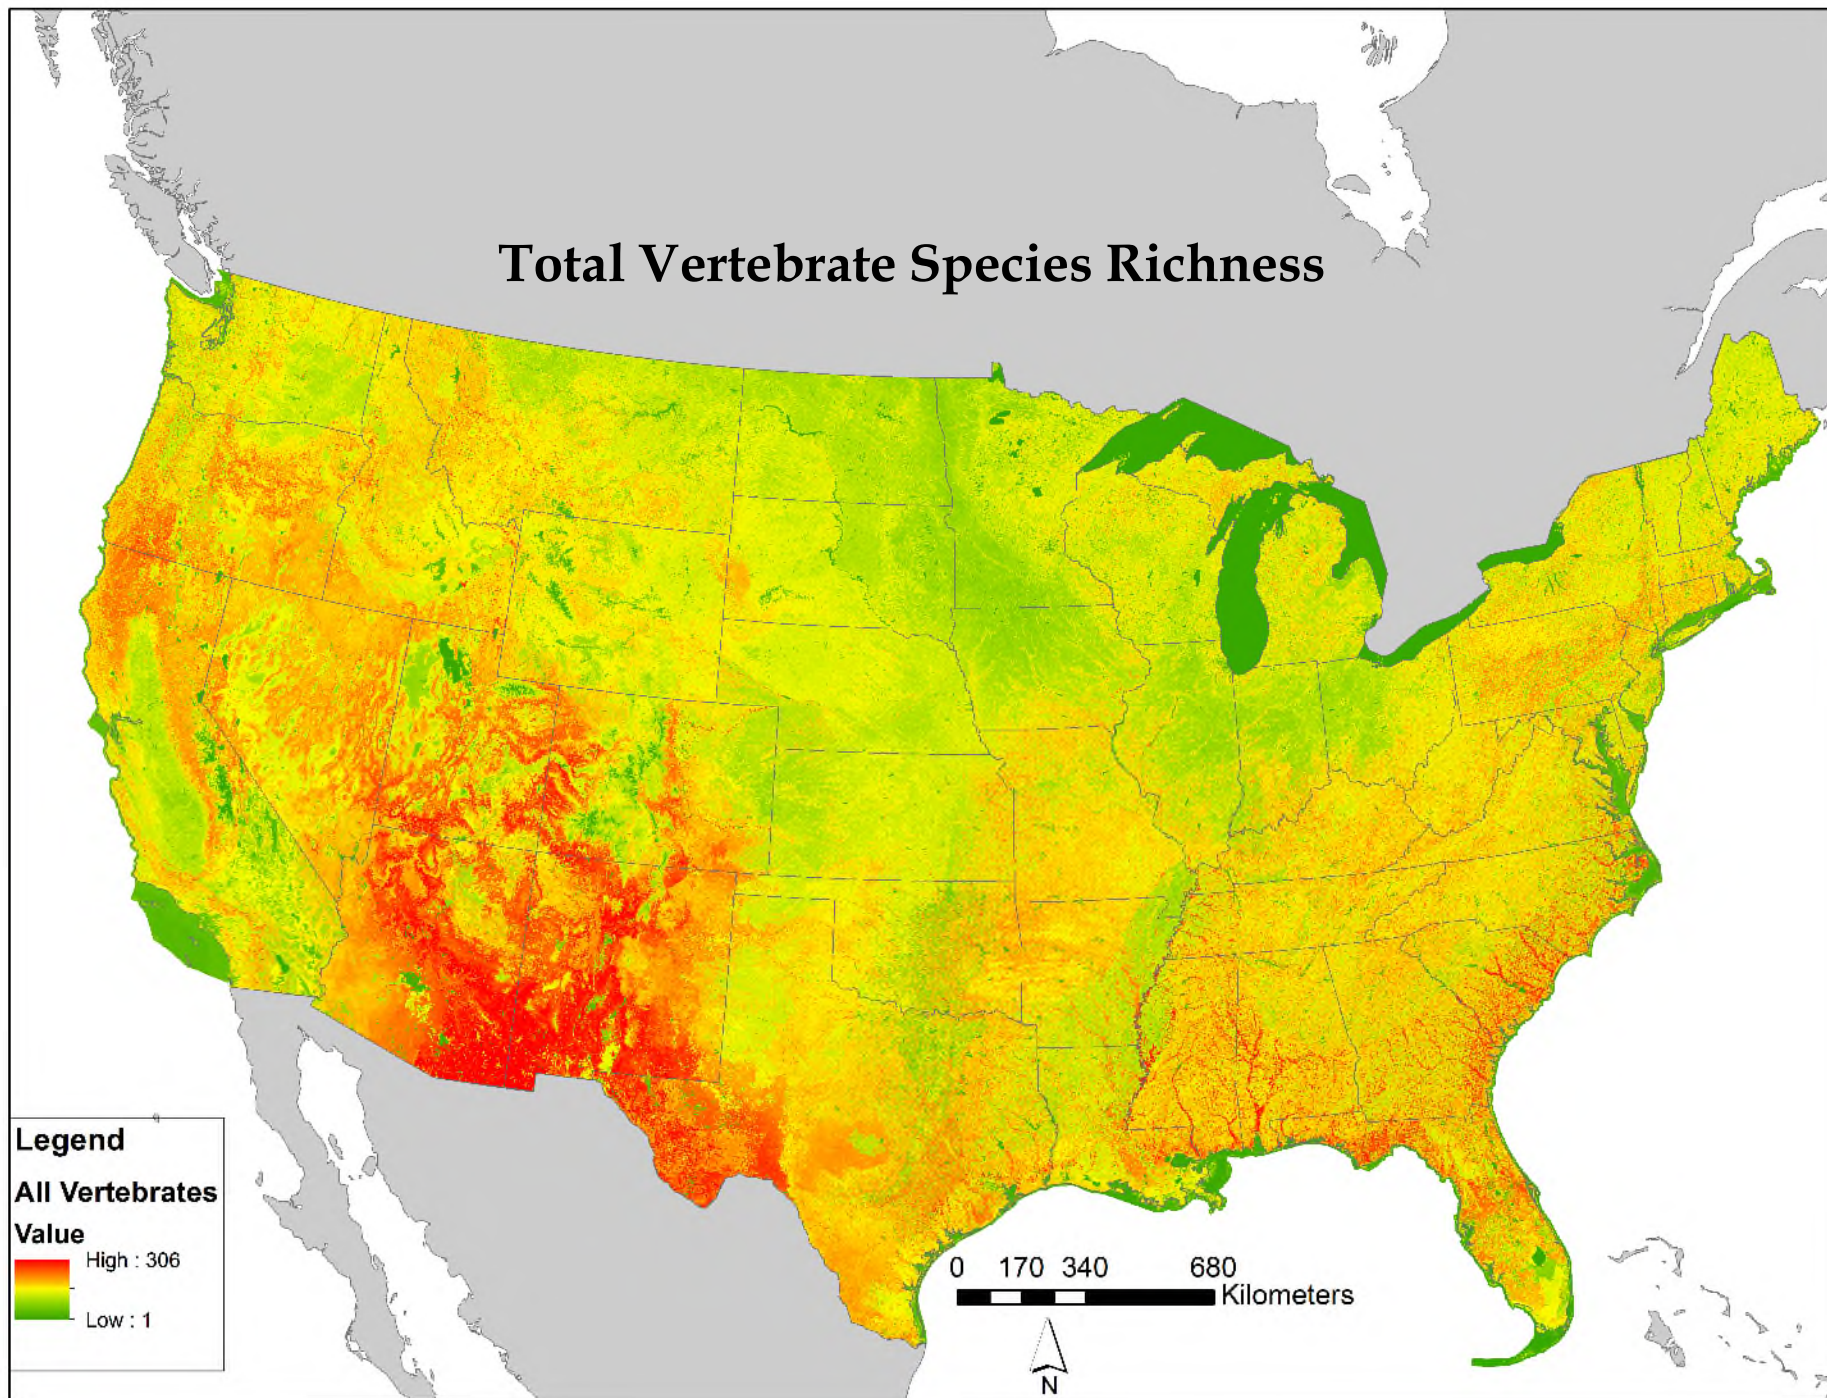 Total Vertebrate Species Richness
Legend
All Vertebrates
Value
High : 306
Low : 1
0 170 340 680
Kilometers
N